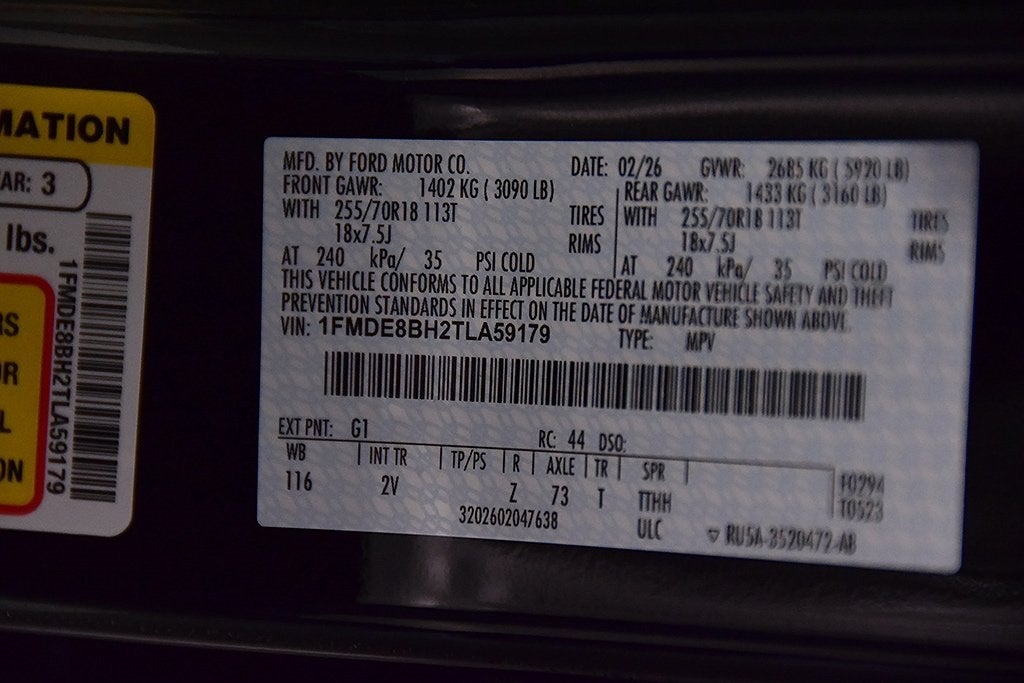 MATION
AR: 3
lbs.
1FMDE8BH2TLA59179
RS
OR
L
ON
MFD. BY FORD MOTOR CO. DATE: 02/26 GVWR: 2685 KG ( 5920 LB)
FRONT GAWR: 1402 KG ( 3090 LB) REAR GAWR: 1433 KG ( 3160 LB)
WITH 255/70R18 113T TIRES WITH 255/70R18 113T TIRES
18x7.5J RIMS 18x7.5J RIMS
AT 240 kPa/ 35 PSI COLD AT 240 kPa/ 35 PSI COLD
THIS VEHICLE CONFORMS TO ALL APPLICABLE FEDERAL MOTOR VEHICLE SAFETY AND THEFT
PREVENTION STANDARDS IN EFFECT ON THE DATE OF MANUFACTURE SHOWN ABOVE.
VIN: 1FMDE8BH2TLA59179 TYPE: MPV
EXT PNT: G1 RC: 44 DSO:
WB INT TR TP/PS R AXLE TR SPR F0294
116 2V Z 73 T TTHH T0523
3202602047638 ULC RU5A-3520472-AB